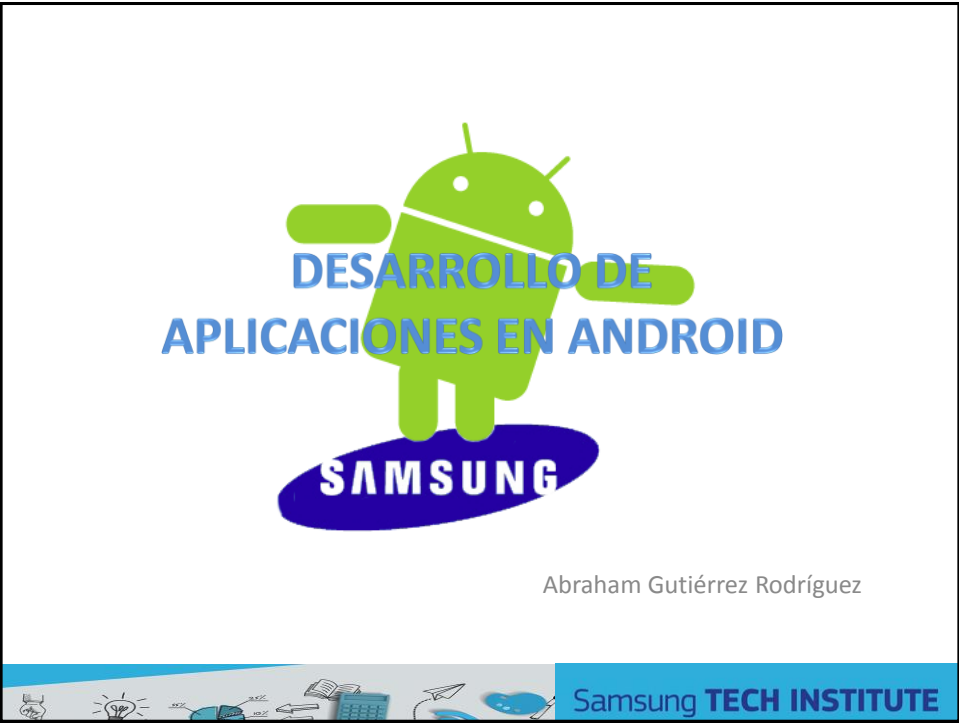 DESARROLLO DE
APLICACIONES EN ANDROID
SAMSUNG
Abraham Gutiérrez Rodríguez
Samsung TECH INSTITUTE